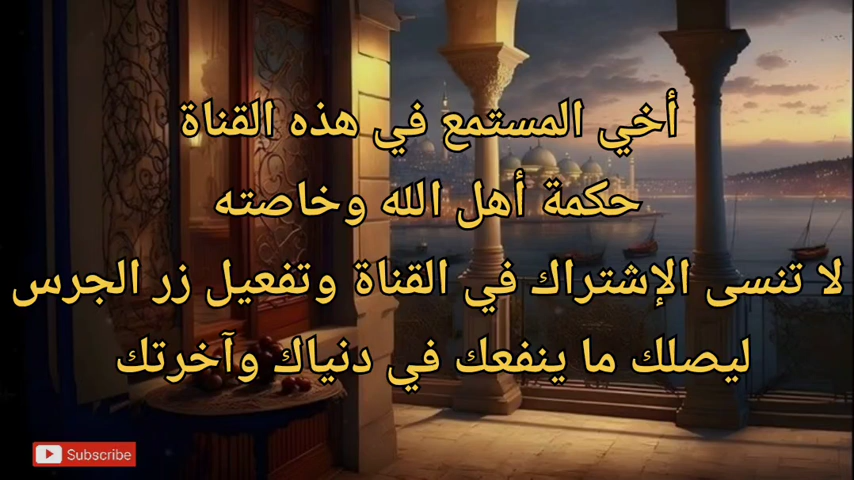 أخي المستمع في هذه القناة
حكمة أهل الله وخاصته
لا تنسى الإشتراك في القناة وتفعيل زر الجرس
ليصلك ما ينفعك في دنياك وآخرتك
Subscribe